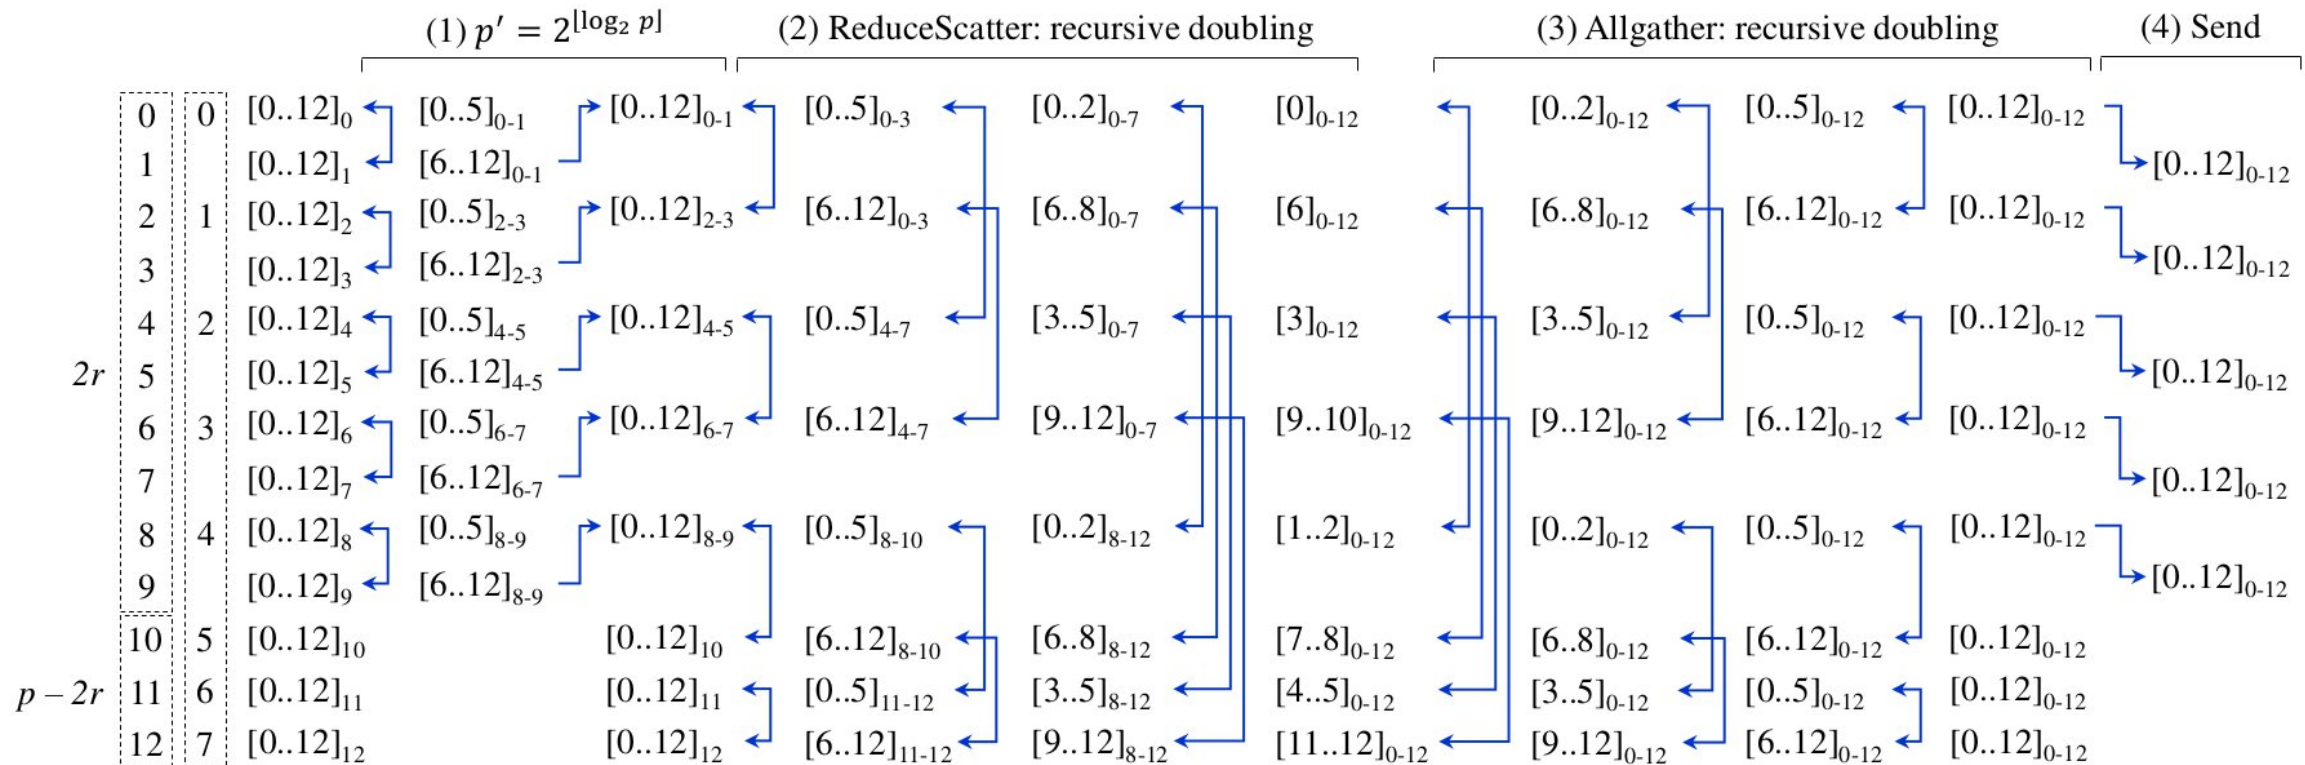 (1) p′ = 2^⌊log₂ p⌋ (2) ReduceScatter: recursive doubling (3) Allgather: recursive doubling (4) Send
0 0 [0..12]₀ [0..5]₀₋₁ [0..12]₀₋₁ [0..5]₀₋₃ [0..2]₀₋₇ [0]₀₋₁₂ [0..2]₀₋₁₂ [0..5]₀₋₁₂ [0..12]₀₋₁₂
1 [0..12]₁ [6..12]₀₋₁ [0..12]₀₋₁₂
2 1 [0..12]₂ [0..5]₂₋₃ [0..12]₂₋₃ [6..12]₀₋₃ [6..8]₀₋₇ [6]₀₋₁₂ [6..8]₀₋₁₂ [6..12]₀₋₁₂ [0..12]₀₋₁₂
3 [0..12]₃ [6..12]₂₋₃ [0..12]₀₋₁₂
4 2 [0..12]₄ [0..5]₄₋₅ [0..12]₄₋₅ [0..5]₄₋₇ [3..5]₀₋₇ [3]₀₋₁₂ [3..5]₀₋₁₂ [0..5]₀₋₁₂ [0..12]₀₋₁₂
2r 5 [0..12]₅ [6..12]₄₋₅ [0..12]₀₋₁₂
6 3 [0..12]₆ [0..5]₆₋₇ [0..12]₆₋₇ [6..12]₄₋₇ [9..12]₀₋₇ [9..10]₀₋₁₂ [9..12]₀₋₁₂ [6..12]₀₋₁₂ [0..12]₀₋₁₂
7 [0..12]₇ [6..12]₆₋₇ [0..12]₀₋₁₂
8 4 [0..12]₈ [0..5]₈₋₉ [0..12]₈₋₉ [0..5]₈₋₁₀ [0..2]₈₋₁₂ [1..2]₀₋₁₂ [0..2]₀₋₁₂ [0..5]₀₋₁₂ [0..12]₀₋₁₂
9 [0..12]₉ [6..12]₈₋₉ [0..12]₀₋₁₂
10 5 [0..12]₁₀ [0..12]₁₀ [6..12]₈₋₁₀ [6..8]₈₋₁₂ [7..8]₀₋₁₂ [6..8]₀₋₁₂ [6..12]₀₋₁₂ [0..12]₀₋₁₂
p – 2r 11 6 [0..12]₁₁ [0..12]₁₁ [0..5]₁₁₋₁₂ [3..5]₈₋₁₂ [4..5]₀₋₁₂ [3..5]₀₋₁₂ [0..5]₀₋₁₂ [0..12]₀₋₁₂
12 7 [0..12]₁₂ [0..12]₁₂ [6..12]₁₁₋₁₂ [9..12]₈₋₁₂ [11..12]₀₋₁₂ [9..12]₀₋₁₂ [6..12]₀₋₁₂ [0..12]₀₋₁₂